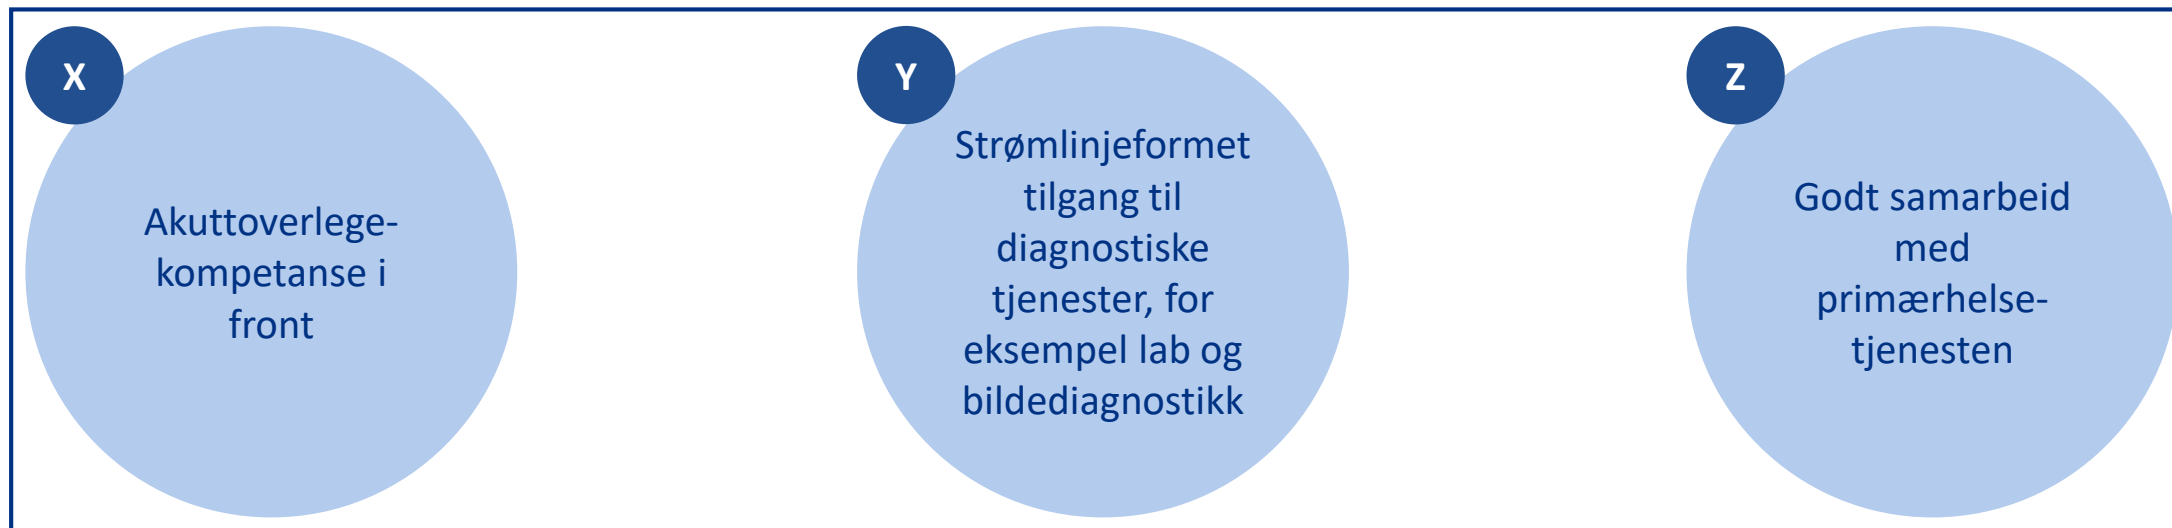 X
Akuttoverlege-
kompetanse i
front
Y
Strømlinjeformet
tilgang til
diagnostiske
tjenester, for
eksempel lab og
bildediagnostikk
Z
Godt samarbeid
med
primærhelse-
tjenesten